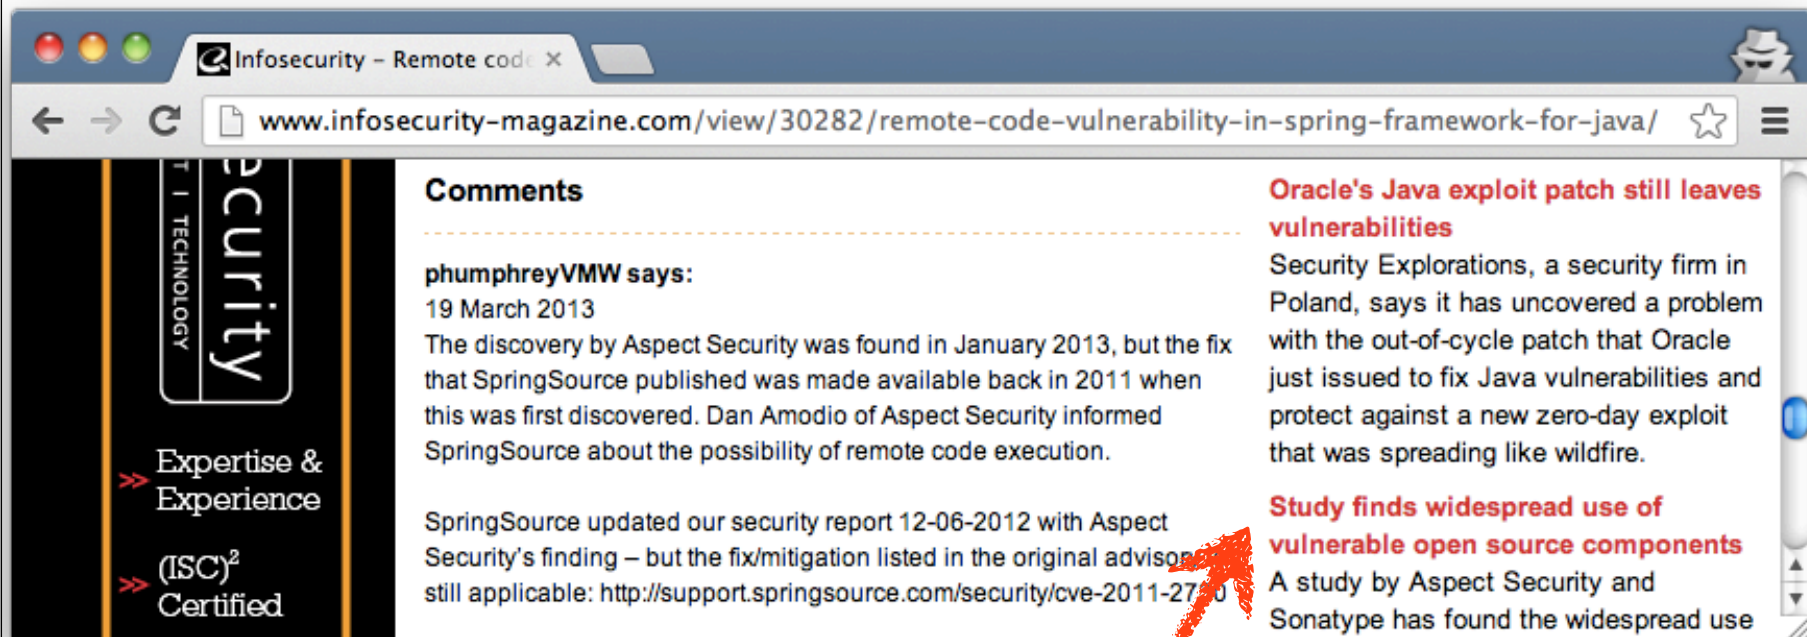 Infosecurity – Remote code
www.infosecurity-magazine.com/view/30282/remote-code-vulnerability-in-spring-framework-for-java/
ecurity
T I TECHNOLOGY
Expertise &
Experience
(ISC)²
Certified
Comments
phumphreyVMW says:
19 March 2013
The discovery by Aspect Security was found in January 2013, but the fix
that SpringSource published was made available back in 2011 when
this was first discovered. Dan Amodio of Aspect Security informed
SpringSource about the possibility of remote code execution.
SpringSource updated our security report 12-06-2012 with Aspect
Security's finding – but the fix/mitigation listed in the original
still applicable:
Oracle's Java exploit patch still leaves
vulnerabilities
Security Explorations, a security firm in
Poland, says it has uncovered a problem
with the out-of-cycle patch that Oracle
just issued to fix Java vulnerabilities and
protect against a new zero-day exploit
that was spreading like wildfire.
Study finds widespread use of
vulnerable open source components
A study by Aspect Security and
Sonatype has found the widespread use